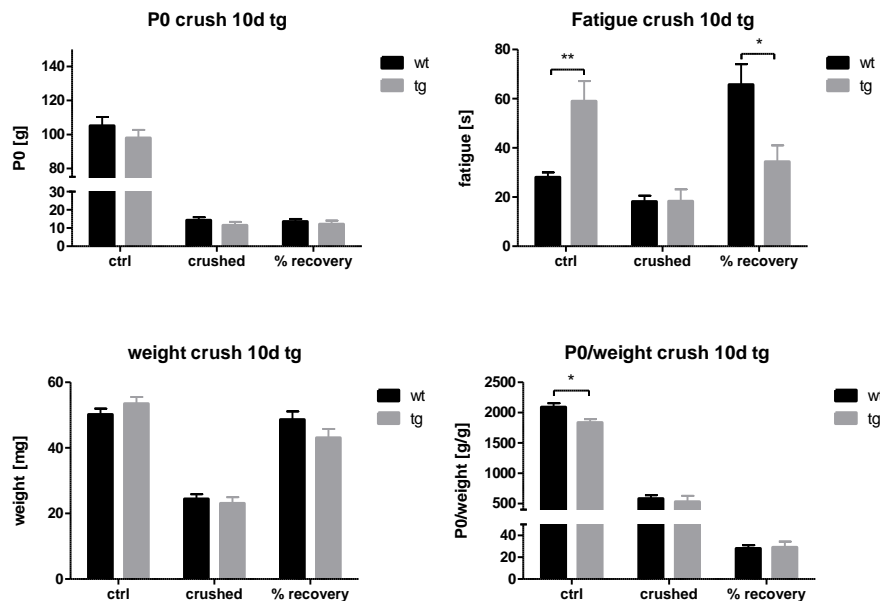 P0 crush 10d tg
P0 [g]
140
120
100
80
30
20
10
0
ctrl
crushed
% recovery
wt
tg
Fatigue crush 10d tg
fatigue [s]
80
60
40
20
0
**
*
ctrl
crushed
% recovery
wt
tg
weight crush 10d tg
weight [mg]
60
40
20
0
ctrl
crushed
% recovery
wt
tg
P0/weight crush 10d tg
P0/weight [g/g]
2500
2000
1500
1000
500
40
20
0
*
ctrl
crushed
% recovery
wt
tg